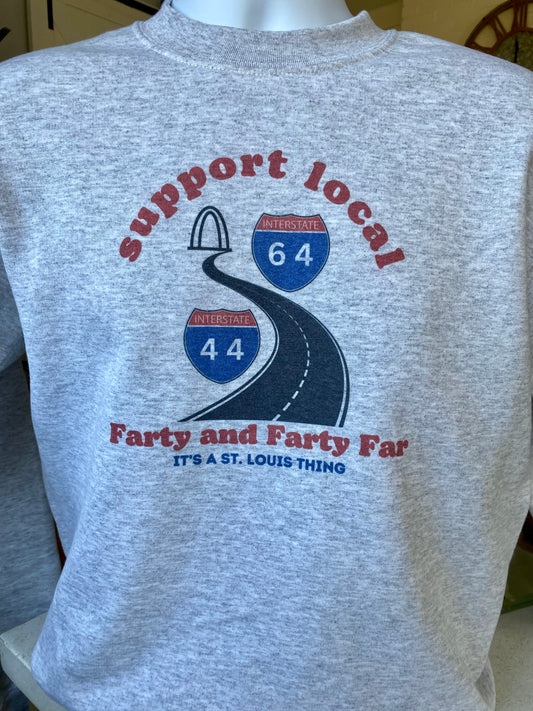 support local
INTERSTATE
64
INTERSTATE
44
Farty and Farty Far
IT'S A ST. LOUIS THING